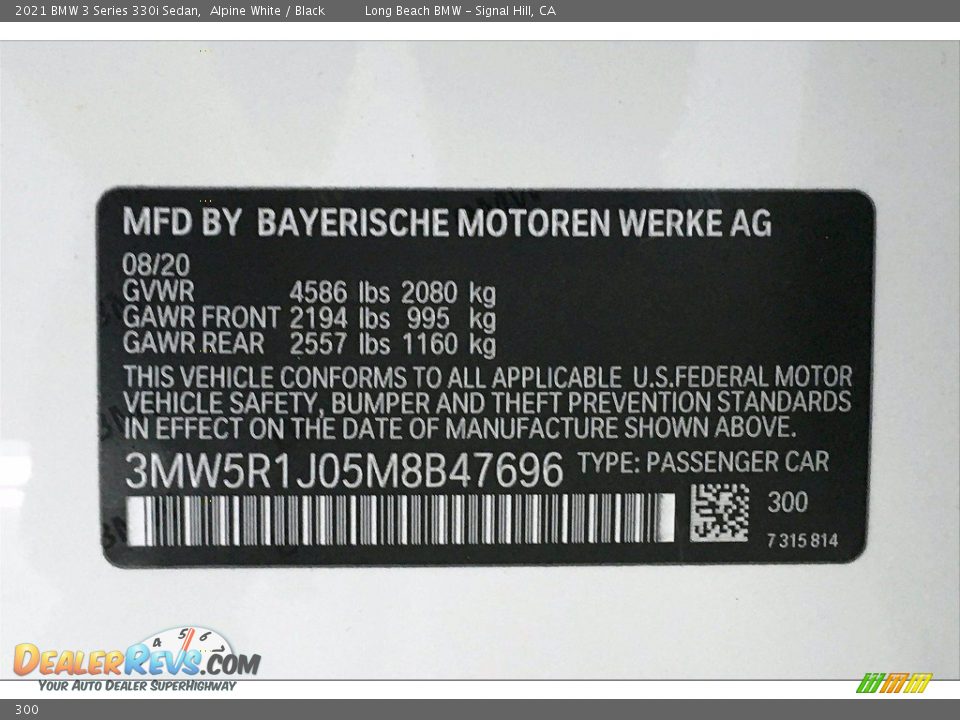 2021 BMW 3 Series 330i Sedan, Alpine White / Black Long Beach BMW – Signal Hill, CA
MFD BY BAYERISCHE MOTOREN WERKE AG
08/20
GVWR 4586 lbs 2080 kg
GAWR FRONT 2194 lbs 995 kg
GAWR REAR 2557 lbs 1160 kg
THIS VEHICLE CONFORMS TO ALL APPLICABLE U.S.FEDERAL MOTOR
VEHICLE SAFETY, BUMPER AND THEFT PREVENTION STANDARDS
IN EFFECT ON THE DATE OF MANUFACTURE SHOWN ABOVE.
3MW5R1J05M8B47696 TYPE: PASSENGER CAR
300
7 315 814
4 5 6 7
DEALERREVS.COM
YOUR AUTO DEALER SUPERHIGHWAY
300